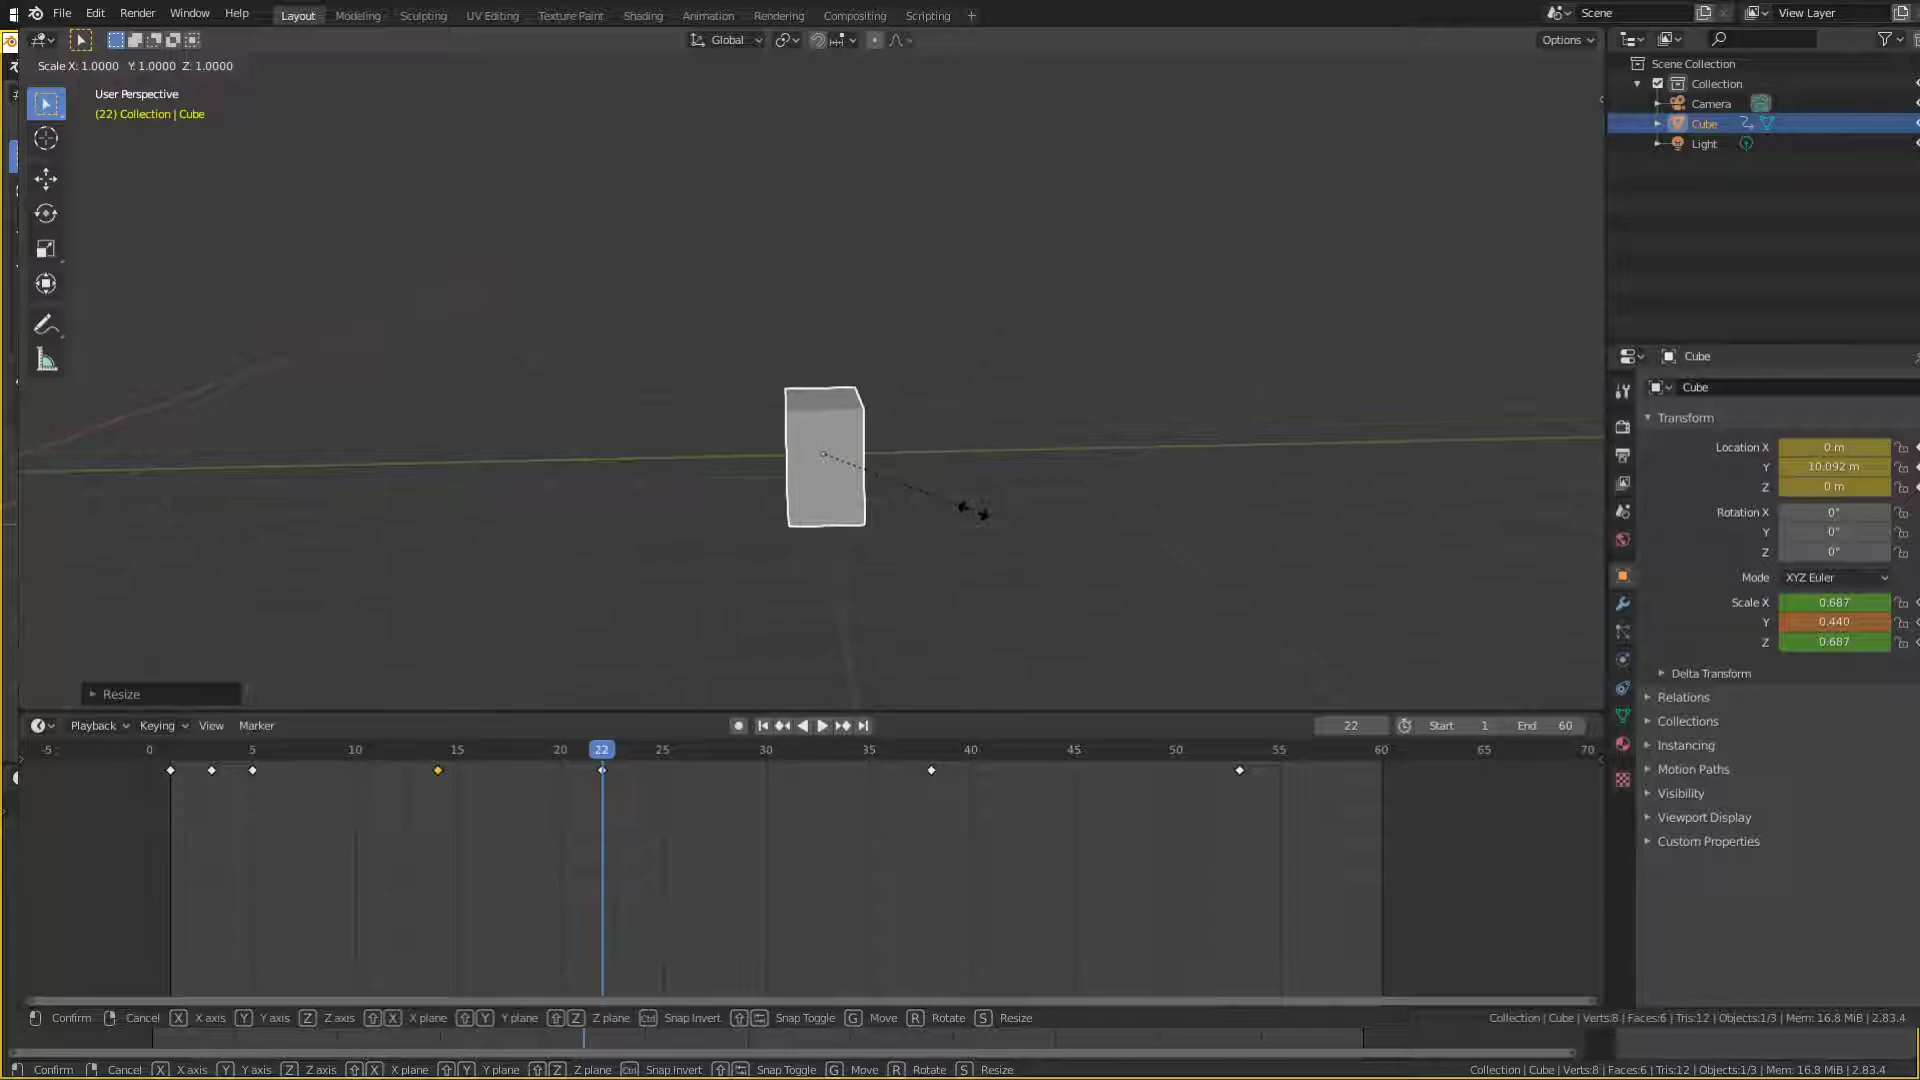 File Edit Render Window Help Layout Modeling Sculpting UV Editing Texture Paint Shading Animation Rendering Compositing Scripting + Scene View Layer
Global Options
Scale X: 1.0000 Y: 1.0000 Z: 1.0000
User Perspective
(22) Collection | Cube
Scene Collection
Collection
Camera
Cube
Light
Cube
Cube
Transform
Location X 0 m
Y 10.092 m
Z 0 m
Rotation X 0°
Y 0°
Z 0°
Mode XYZ Euler
Scale X 0.687
Y 0.440
Z 0.687
Delta Transform
Relations
Collections
Instancing
Motion Paths
Visibility
Viewport Display
Custom Properties
Resize
Playback Keying View Marker 22 Start 1 End 60
-5 0 5 10 15 20 22 25 30 35 40 45 50 55 60 65 70
Confirm Cancel X X axis Y Y axis Z Z axis X X plane Y Y plane Z Z plane Ctrl Snap Invert Snap Toggle G Move R Rotate S Resize Collection | Cube | Verts:8 | Faces:6 | Tris:12 | Objects:1/3 | Mem: 16.8 MiB | 2.83.4
Confirm Cancel X X axis Y Y axis Z Z axis X X plane Y Y plane Z Z plane Ctrl Snap Invert Snap Toggle G Move R Rotate S Resize Collection | Cube | Verts:8 | Faces:6 | Tris:12 | Objects:1/3 | Mem: 16.8 MiB | 2.83.4